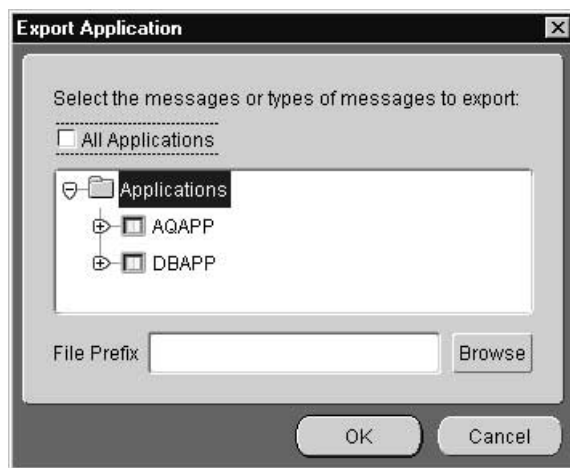 Export Application
Select the messages or types of messages to export:
All Applications
Applications
AQAPP
DBAPP
File Prefix
Browse
OK
Cancel